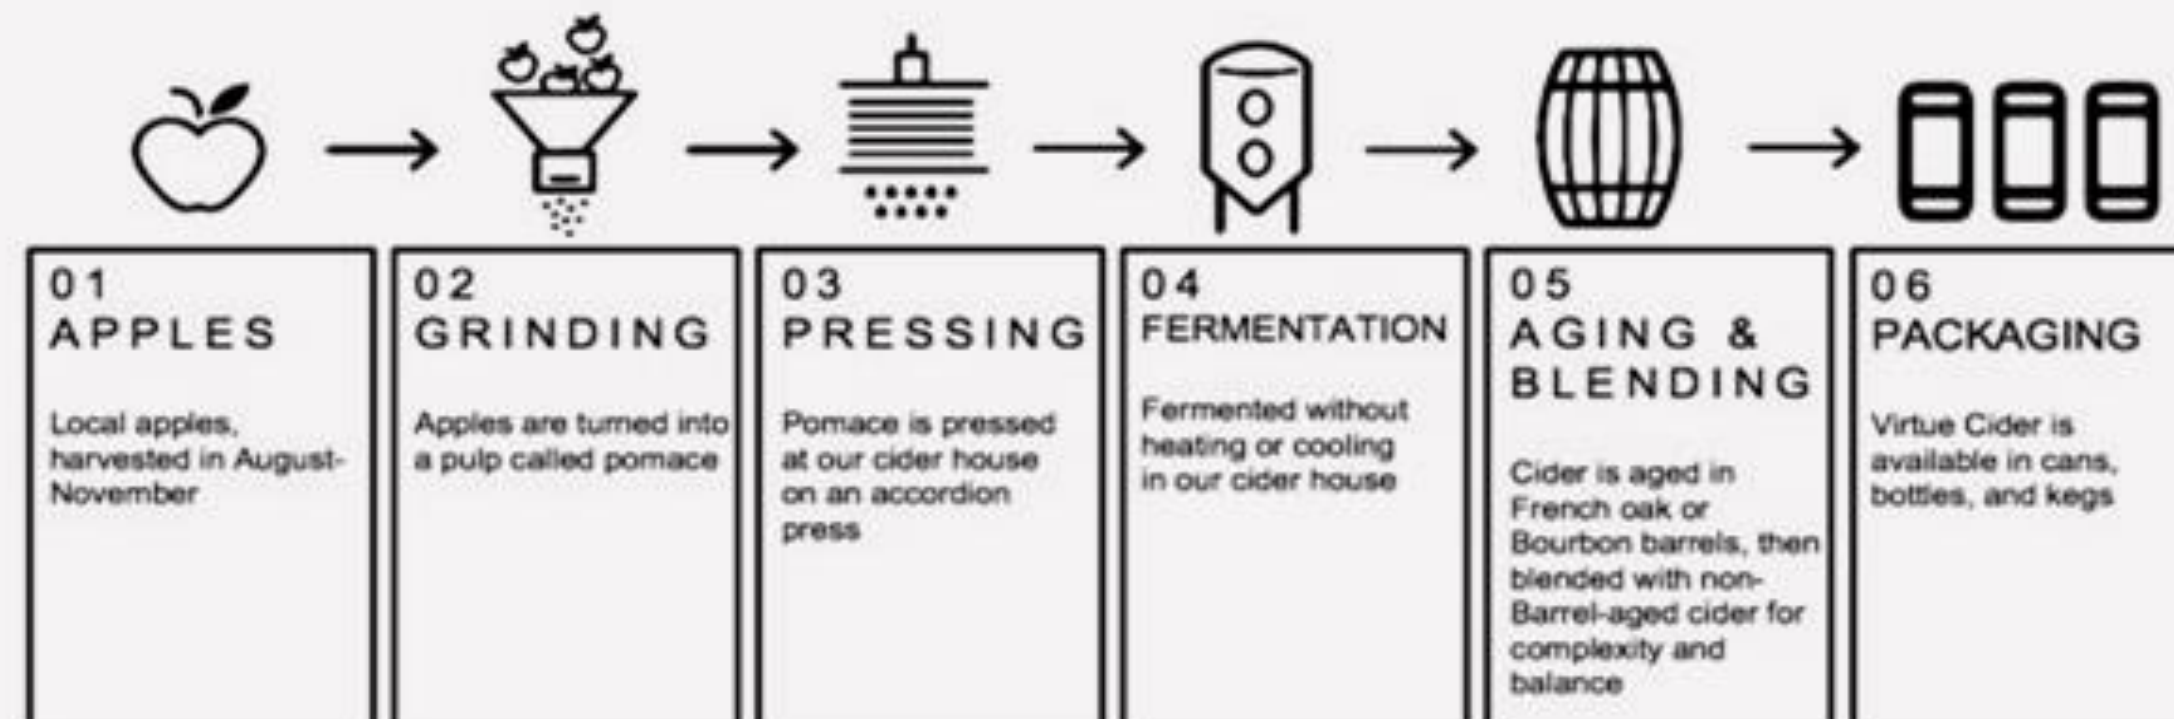 01
APPLES
Local apples,
harvested in August-
November
02
GRINDING
Apples are turned into
a pulp called pomace
03
PRESSING
Pomace is pressed
at our cider house
on an accordion
press
04
FERMENTATION
Fermented without
heating or cooling
in our cider house
05
AGING &
BLENDING
Cider is aged in
French oak or
Bourbon barrels, then
blended with non-
Barrel-aged cider for
complexity and
balance
06
PACKAGING
Virtue Cider is
available in cans,
bottles, and kegs